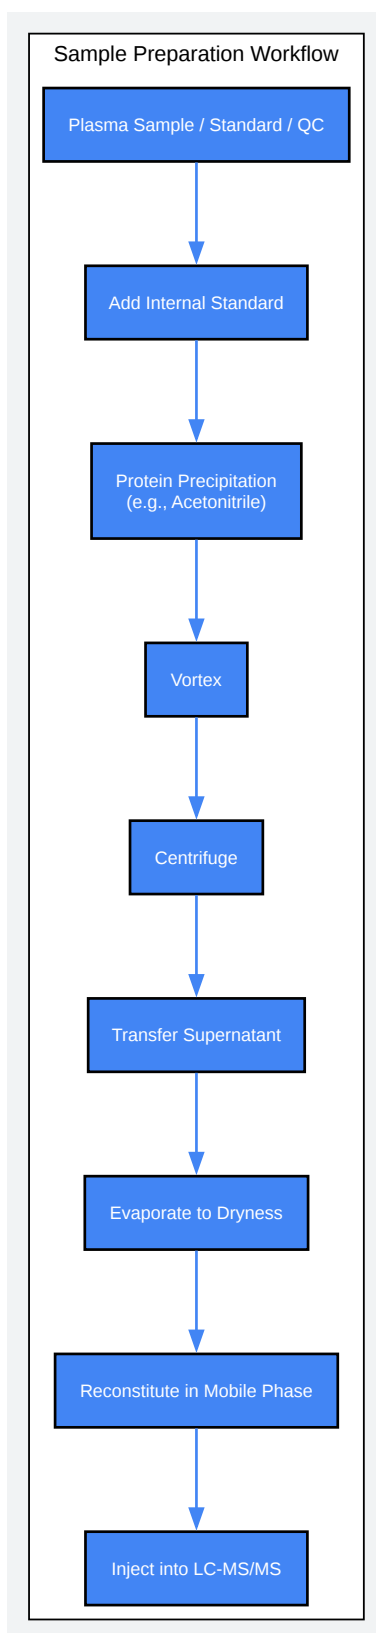 Sample Preparation Workflow
Plasma Sample / Standard / QC
Add Internal Standard
Protein Precipitation
(e.g., Acetonitrile)
Vortex
Centrifuge
Transfer Supernatant
Evaporate to Dryness
Reconstitute in Mobile Phase
Inject into LC-MS/MS